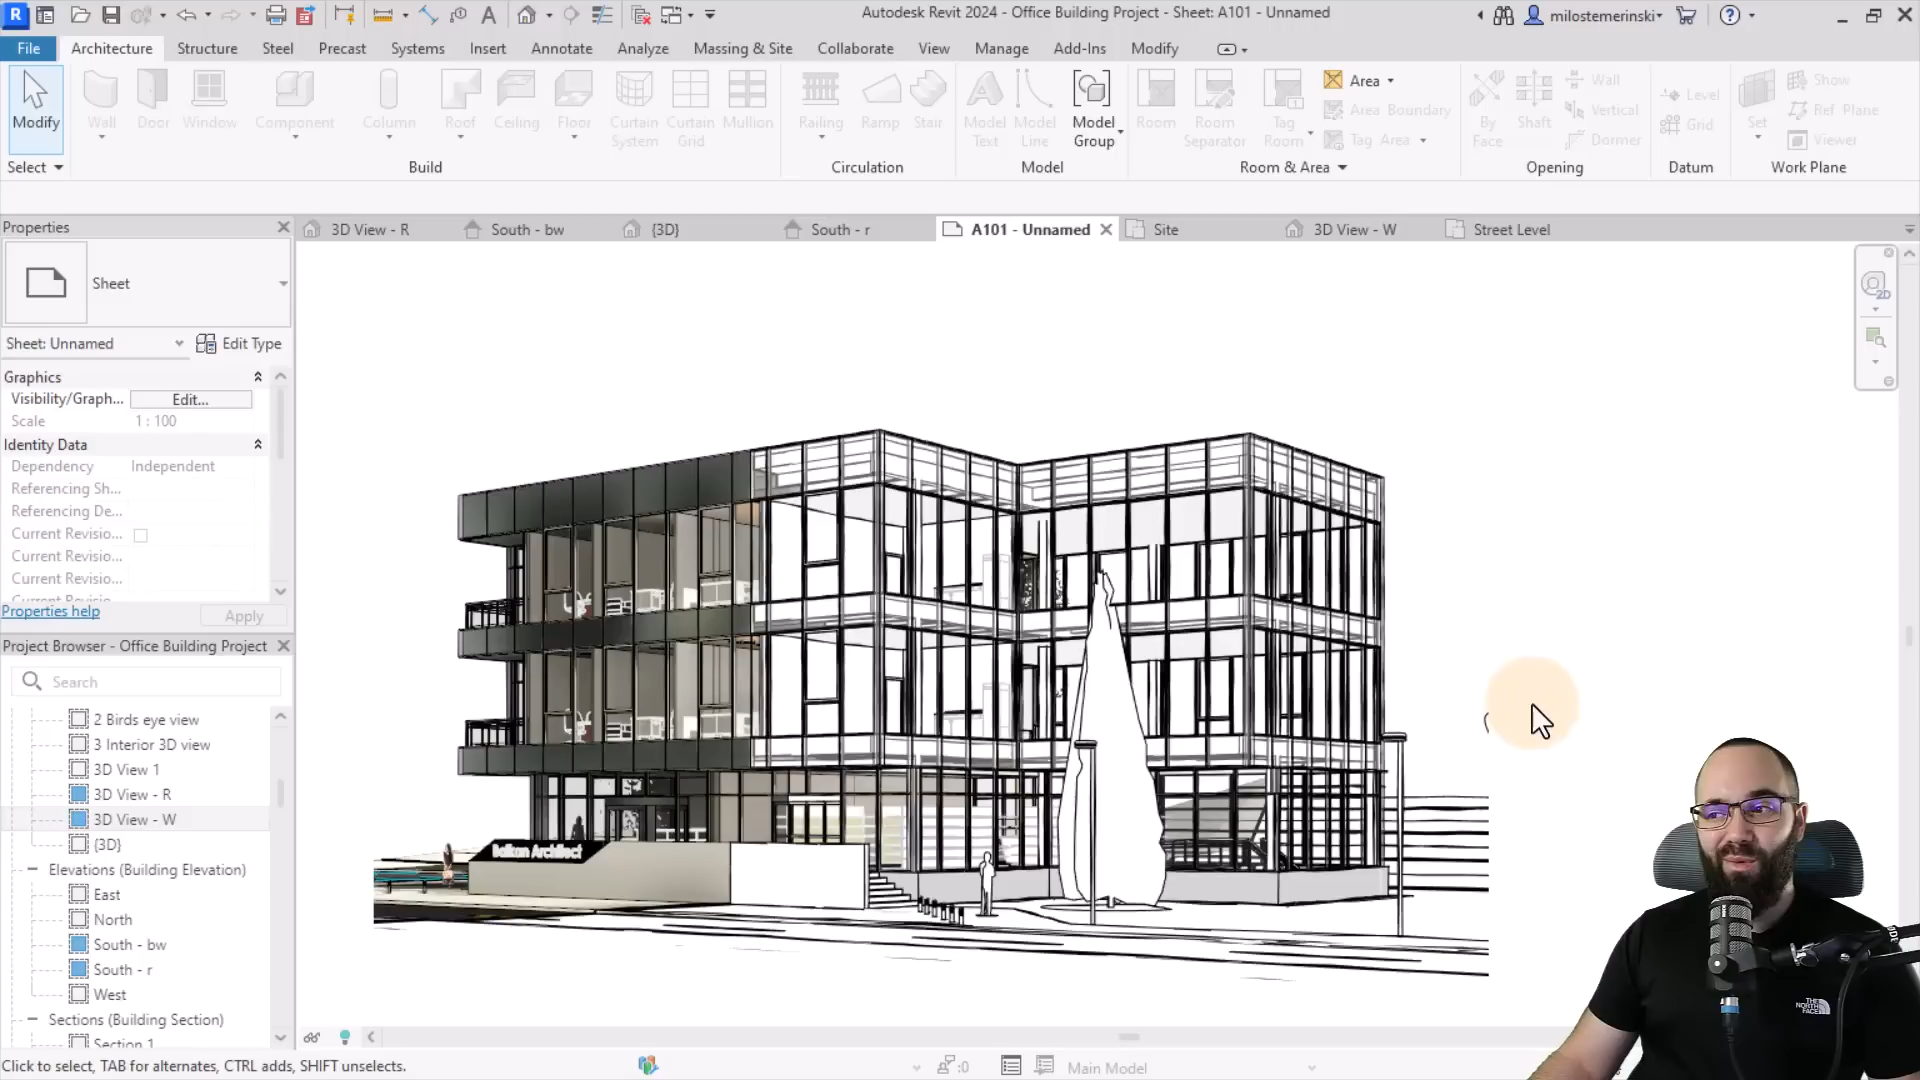 Autodesk Revit 2024 - Office Building Project - Sheet: A101 - Unnamed
milostemerinski
File
Architecture
Structure
Steel
Precast
Systems
Insert
Annotate
Analyze
Massing & Site
Collaborate
View
Manage
Add-Ins
Modify
Modify
Wall
Door
Window
Component
Column
Roof
Ceiling
Floor
Curtain System
Curtain Grid
Mullion
Railing
Ramp
Stair
Model Text
Model Line
Model Group
Room
Room Separator
Tag Room
Area
Area Boundary
Tag Area
By Face
Shaft
Wall
Vertical
Dormer
Level
Grid
Set
Show
Ref Plane
Viewer
Select
Build
Circulation
Model
Room & Area
Opening
Datum
Work Plane
Properties
3D View - R
South - bw
{3D}
South - r
A101 - Unnamed
Site
3D View - W
Street Level
2D
Sheet
Sheet: Unnamed
Edit Type
Graphics
Visibility/Graph...
Edit...
Scale
1 : 100
Identity Data
Dependency
Independent
Referencing Sh...
Referencing De...
Current Revisio...
Current Revisio...
Current Revisio...
Properties help
Apply
Project Browser - Office Building Project
Search
2 Birds eye view
3 Interior 3D view
3D View 1
3D View - R
3D View - W
{3D}
Elevations (Building Elevation)
East
North
South - bw
South - r
West
Sections (Building Section)
Section 1
Balkan Architect
THE NORTH FACE
Click to select, TAB for alternates, CTRL adds, SHIFT unselects.
:0
Main Model